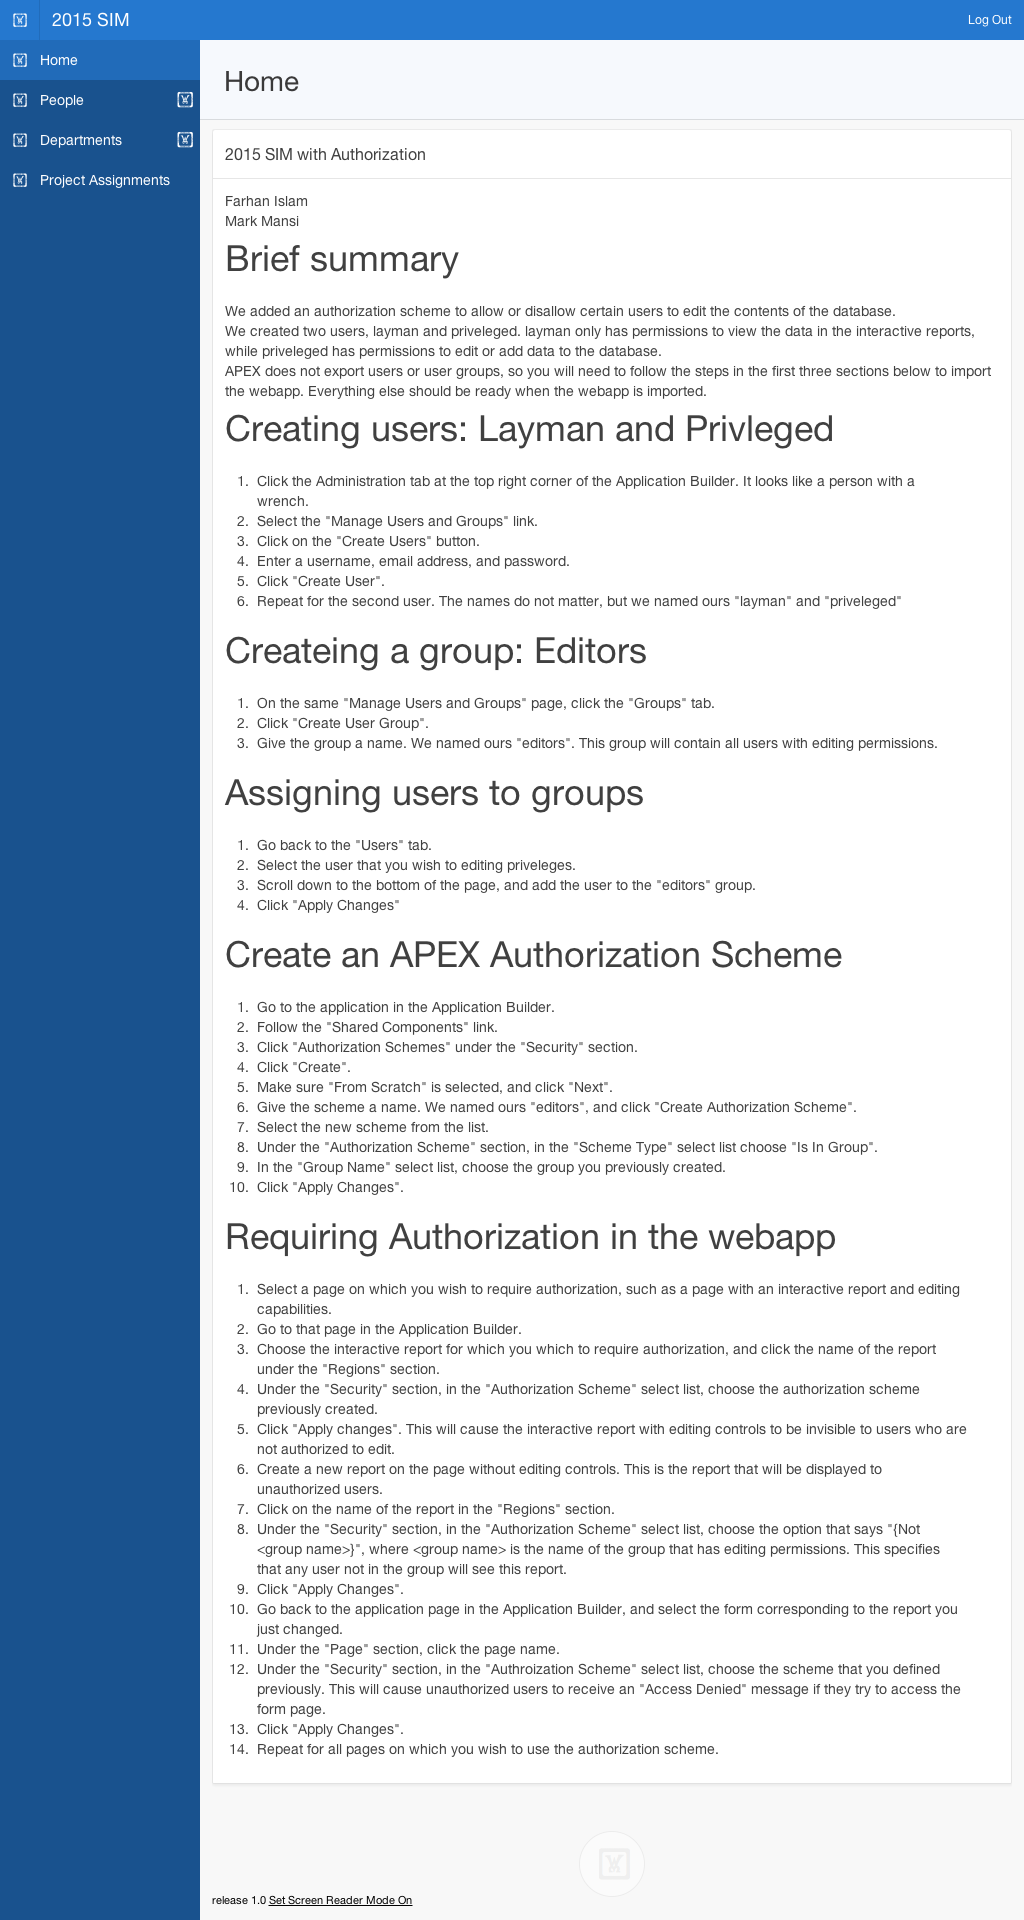 2015 SIM
Log Out
Home
People
Departments
Project Assignments
Home
2015 SIM with Authorization
Farhan Islam
Mark Mansi
Brief summary
We added an authorization scheme to allow or disallow certain users to edit the contents of the database.
We created two users, layman and priveleged. layman only has permissions to view the data in the interactive reports,
while priveleged has permissions to edit or add data to the database.
APEX does not export users or user groups, so you will need to follow the steps in the first three sections below to import
the webapp. Everything else should be ready when the webapp is imported.
Creating users: Layman and Privleged
1. Click the Administration tab at the top right corner of the Application Builder. It looks like a person with a
wrench.
2. Select the "Manage Users and Groups" link.
3. Click on the "Create Users" button.
4. Enter a username, email address, and password.
5. Click "Create User".
6. Repeat for the second user. The names do not matter, but we named ours "layman" and "priveleged"
Createing a group: Editors
1. On the same "Manage Users and Groups" page, click the "Groups" tab.
2. Click "Create User Group".
3. Give the group a name. We named ours "editors". This group will contain all users with editing permissions.
Assigning users to groups
1. Go back to the "Users" tab.
2. Select the user that you wish to editing priveleges.
3. Scroll down to the bottom of the page, and add the user to the "editors" group.
4. Click "Apply Changes"
Create an APEX Authorization Scheme
1. Go to the application in the Application Builder.
2. Follow the "Shared Components" link.
3. Click "Authorization Schemes" under the "Security" section.
4. Click "Create".
5. Make sure "From Scratch" is selected, and click "Next".
6. Give the scheme a name. We named ours "editors", and click "Create Authorization Scheme".
7. Select the new scheme from the list.
8. Under the "Authorization Scheme" section, in the "Scheme Type" select list choose "Is In Group".
9. In the "Group Name" select list, choose the group you previously created.
10. Click "Apply Changes".
Requiring Authorization in the webapp
1. Select a page on which you wish to require authorization, such as a page with an interactive report and editing
capabilities.
2. Go to that page in the Application Builder.
3. Choose the interactive report for which you which to require authorization, and click the name of the report
under the "Regions" section.
4. Under the "Security" section, in the "Authorization Scheme" select list, choose the authorization scheme
previously created.
5. Click "Apply changes". This will cause the interactive report with editing controls to be invisible to users who are
not authorized to edit.
6. Create a new report on the page without editing controls. This is the report that will be displayed to
unauthorized users.
7. Click on the name of the report in the "Regions" section.
8. Under the "Security" section, in the "Authorization Scheme" select list, choose the option that says "{Not
<group name>}", where <group name> is the name of the group that has editing permissions. This specifies
that any user not in the group will see this report.
9. Click "Apply Changes".
10. Go back to the application page in the Application Builder, and select the form corresponding to the report you
just changed.
11. Under the "Page" section, click the page name.
12. Under the "Security" section, in the "Authroization Scheme" select list, choose the scheme that you defined
previously. This will cause unauthorized users to receive an "Access Denied" message if they try to access the
form page.
13. Click "Apply Changes".
14. Repeat for all pages on which you wish to use the authorization scheme.
release 1.0 Set Screen Reader Mode On